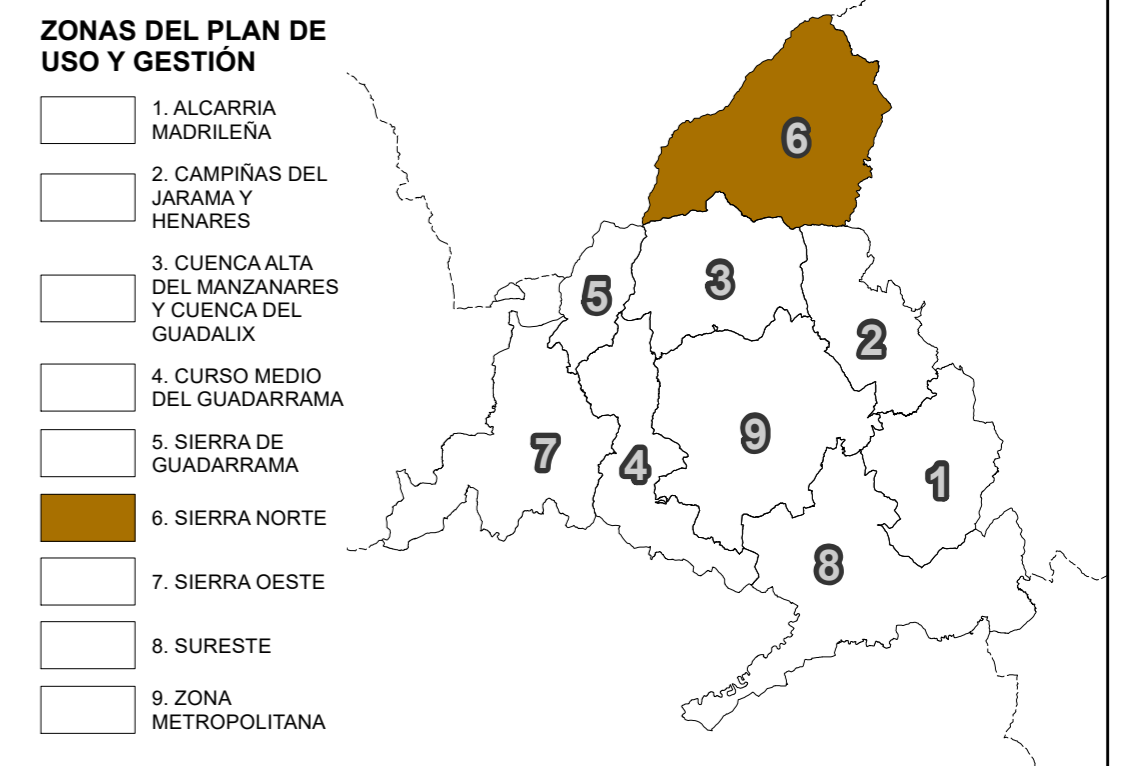 ZONAS DEL PLAN DE
USO Y GESTIÓN
1. ALCARRIA
MADRILEÑA
2. CAMPIÑAS DEL
JARAMA Y
HENARES
3. CUENCA ALTA
DEL MANZANARES
Y CUENCA DEL
GUADALIX
4. CURSO MEDIO
DEL GUADARRAMA
5. SIERRA DE
GUADARRAMA
6. SIERRA NORTE
7. SIERRA OESTE
8. SURESTE
9. ZONA
METROPOLITANA
6
3
5
2
9
7
4
1
8